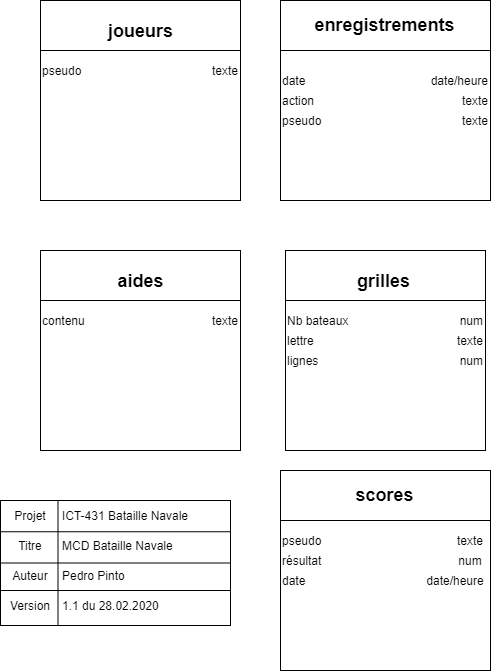 joueurs
pseudo texte
enregistrements
date date/heure
action texte
pseudo texte
aides
contenu texte
grilles
Nb bateaux num
lettre texte
lignes num
Projet ICT-431 Bataille Navale
Titre MCD Bataille Navale
Auteur Pedro Pinto
Version 1.1 du 28.02.2020
scores
pseudo texte
résultat num
date date/heure